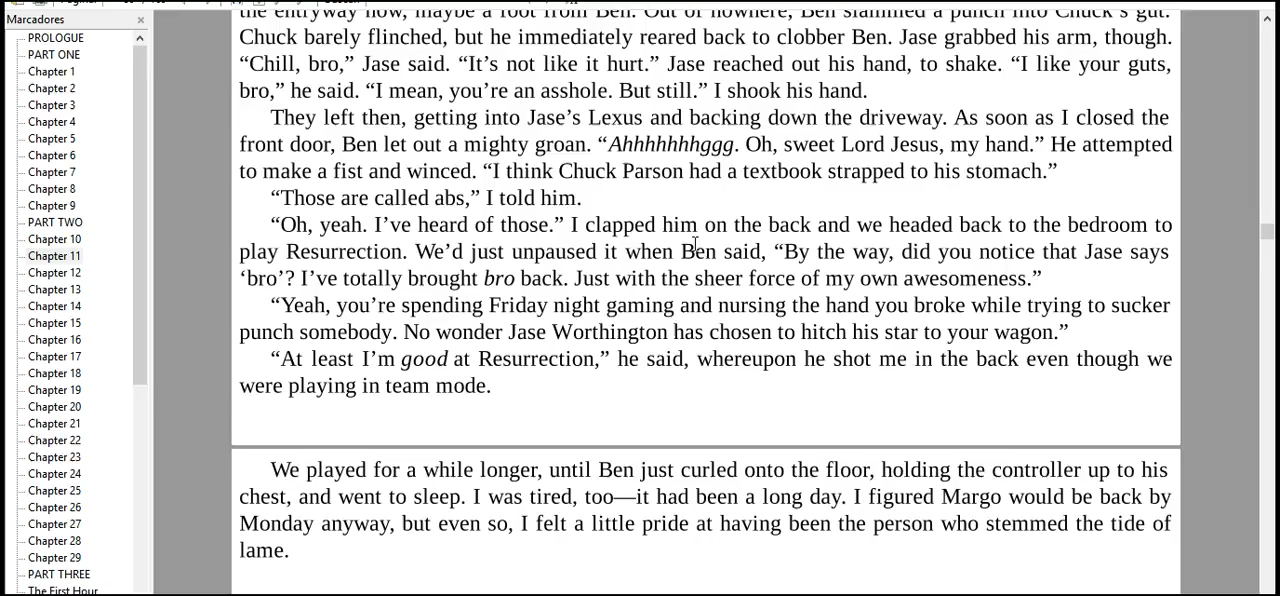 Marcadores
×
PROLOGUE
PART ONE
Chapter 1
Chapter 2
Chapter 3
Chapter 4
Chapter 5
Chapter 6
Chapter 7
Chapter 8
Chapter 9
PART TWO
Chapter 10
Chapter 11
Chapter 12
Chapter 13
Chapter 14
Chapter 15
Chapter 16
Chapter 17
Chapter 18
Chapter 19
Chapter 20
Chapter 21
Chapter 22
Chapter 23
Chapter 24
Chapter 25
Chapter 26
Chapter 27
Chapter 28
Chapter 29
PART THREE
The First Hour
the entryway now, maybe a foot from Ben. Out of nowhere, Ben slammed a punch into Chuck’s gut.
Chuck barely flinched, but he immediately reared back to clobber Ben. Jase grabbed his arm, though.
“Chill, bro,” Jase said. “It’s not like it hurt.” Jase reached out his hand, to shake. “I like your guts,
bro,” he said. “I mean, you’re an asshole. But still.” I shook his hand.
They left then, getting into Jase’s Lexus and backing down the driveway. As soon as I closed the
front door, Ben let out a mighty groan. “Ahhhhhhhggg. Oh, sweet Lord Jesus, my hand.” He attempted
to make a fist and winced. “I think Chuck Parson had a textbook strapped to his stomach.”
“Those are called abs,” I told him.
“Oh, yeah. I’ve heard of those.” I clapped him on the back and we headed back to the bedroom to
play Resurrection. We’d just unpaused it when Ben said, “By the way, did you notice that Jase says
‘bro’? I’ve totally brought bro back. Just with the sheer force of my own awesomeness.”
“Yeah, you’re spending Friday night gaming and nursing the hand you broke while trying to sucker
punch somebody. No wonder Jase Worthington has chosen to hitch his star to your wagon.”
“At least I’m good at Resurrection,” he said, whereupon he shot me in the back even though we
were playing in team mode.
We played for a while longer, until Ben just curled onto the floor, holding the controller up to his
chest, and went to sleep. I was tired, too—it had been a long day. I figured Margo would be back by
Monday anyway, but even so, I felt a little pride at having been the person who stemmed the tide of
lame.